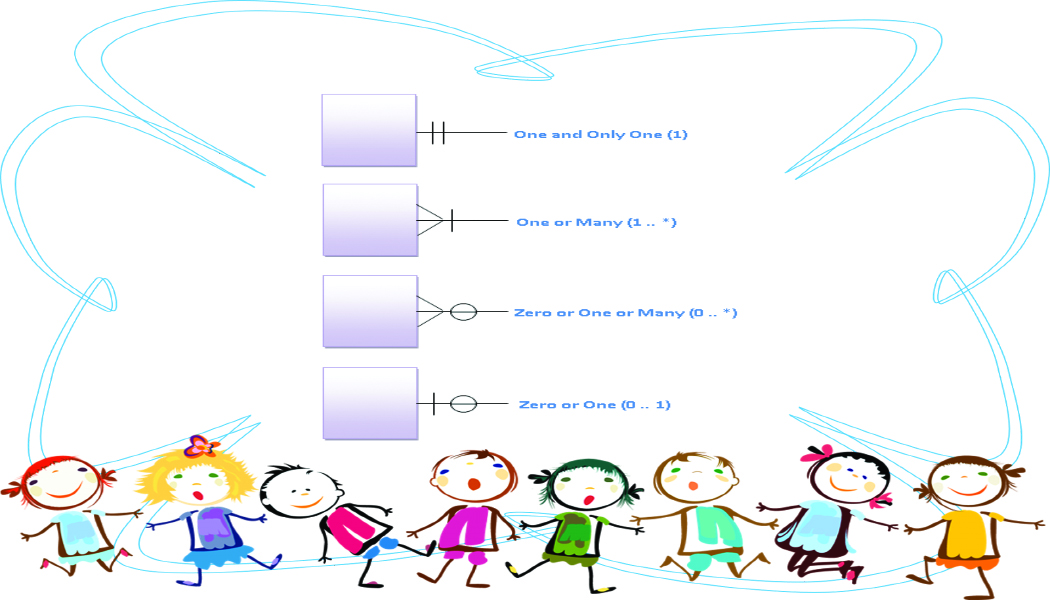 One and Only One (1)
One or Many (1 .. *)
Zero or One or Many (0 .. *)
Zero or One (0 .. 1)